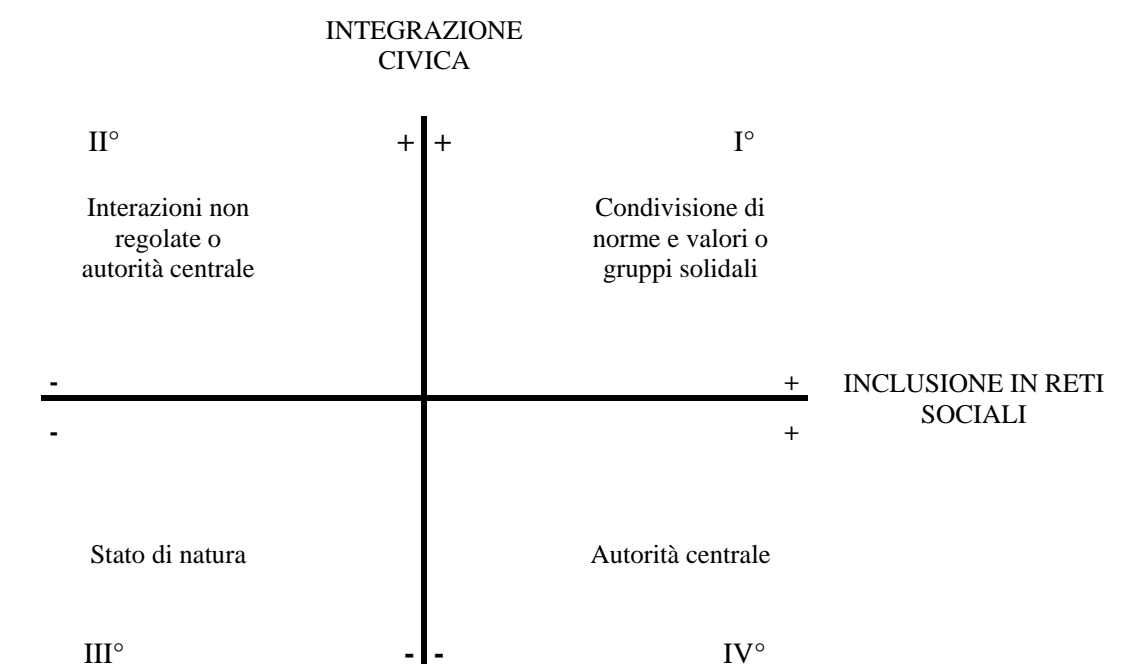 INTEGRAZIONE
CIVICA
II°
+ +
I°
Interazioni non
regolate o
autorità centrale
Condivisione di
norme e valori o
gruppi solidali
- +
INCLUSIONE IN RETI
SOCIALI
- +
Stato di natura
Autorità centrale
III°
- -
IV°